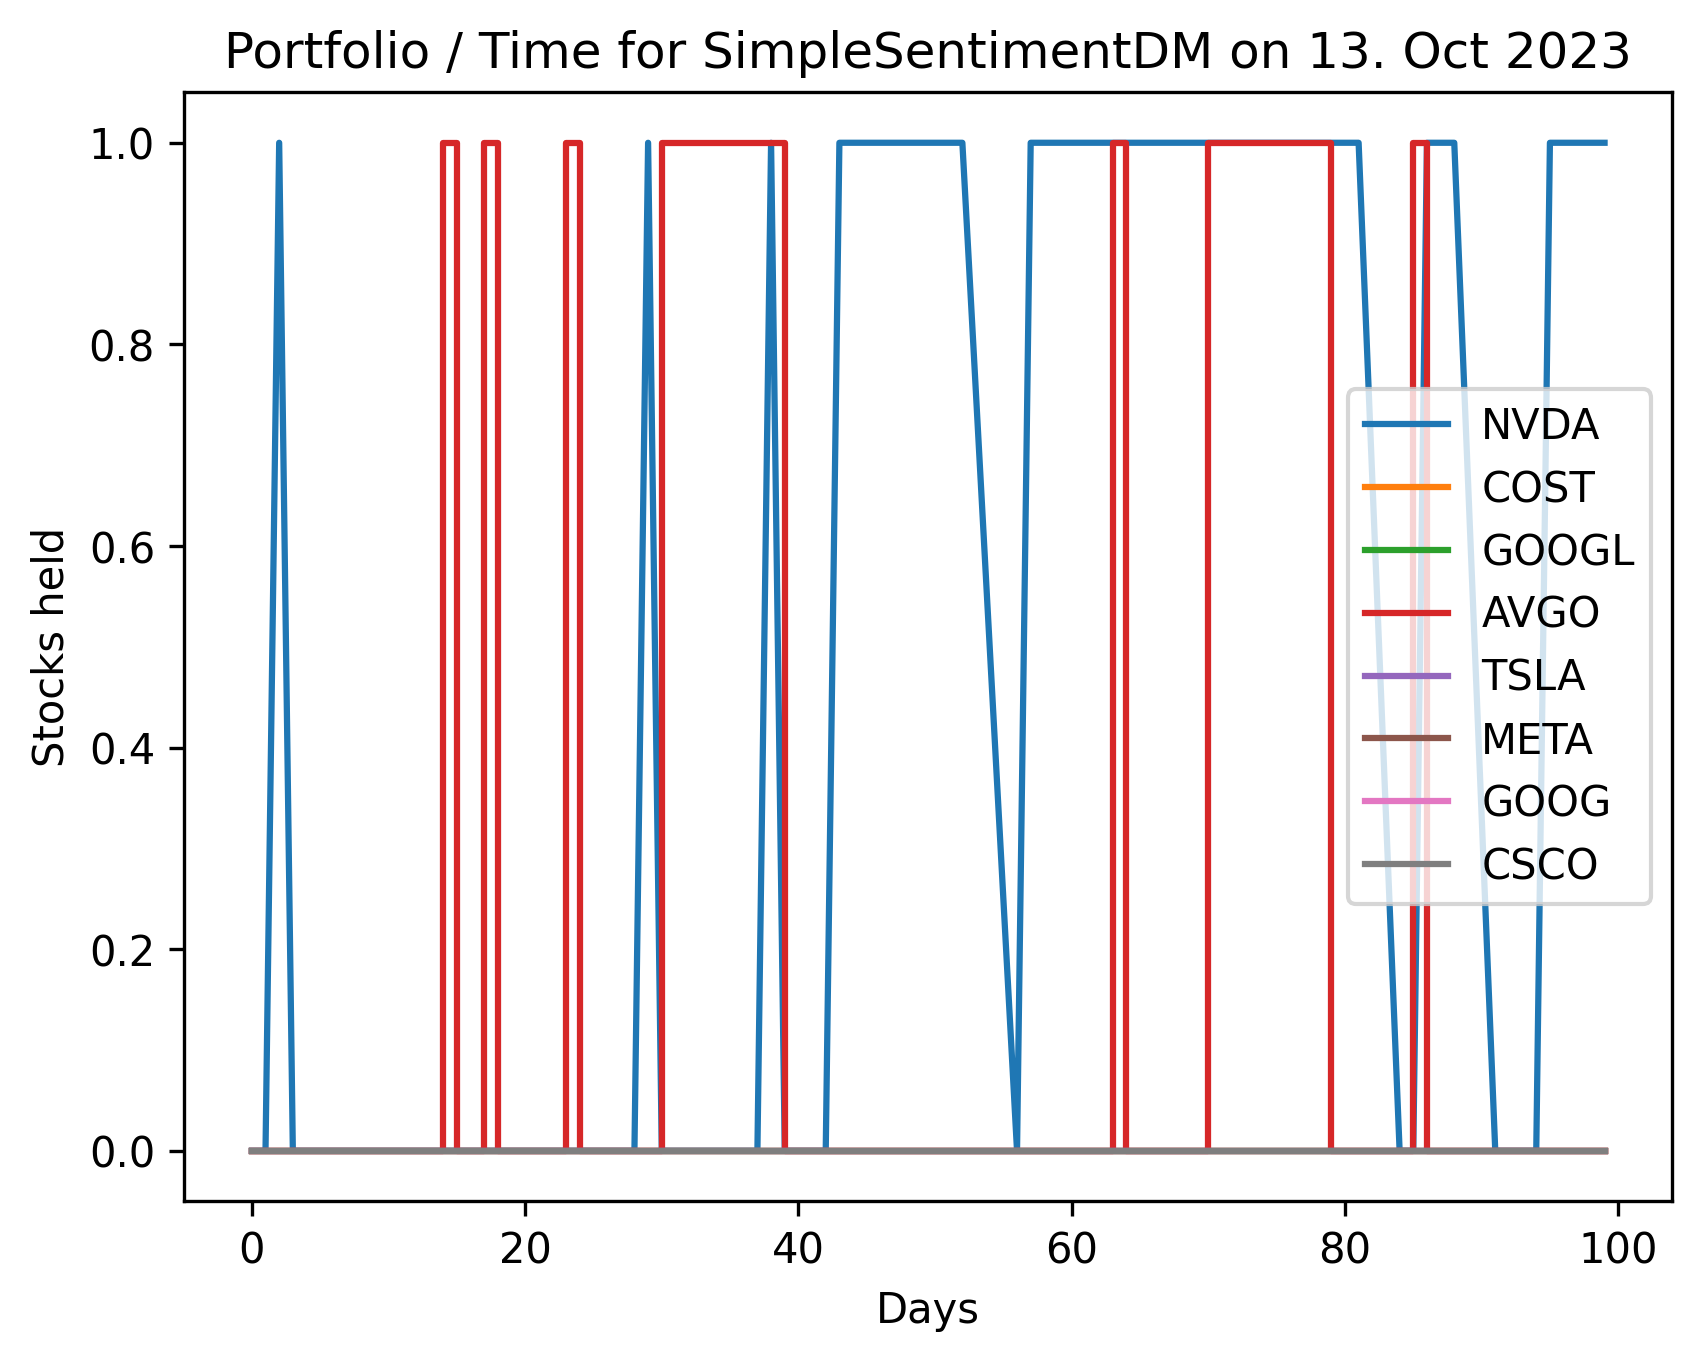 Portfolio / Time for SimpleSentimentDM on 13. Oct 2023
1.0
0.8
0.6
0.4
0.2
0.0
Stocks held
NVDA
COST
GOOGL
AVGO
TSLA
META
GOOG
CSCO
0 20 40 60 80 100
Days